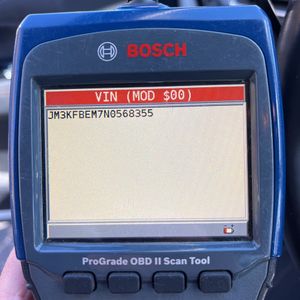 BOSCH
VIN (MOD $00)
JM3KFBEM7N0568355
ProGrade OBD II Scan Tool